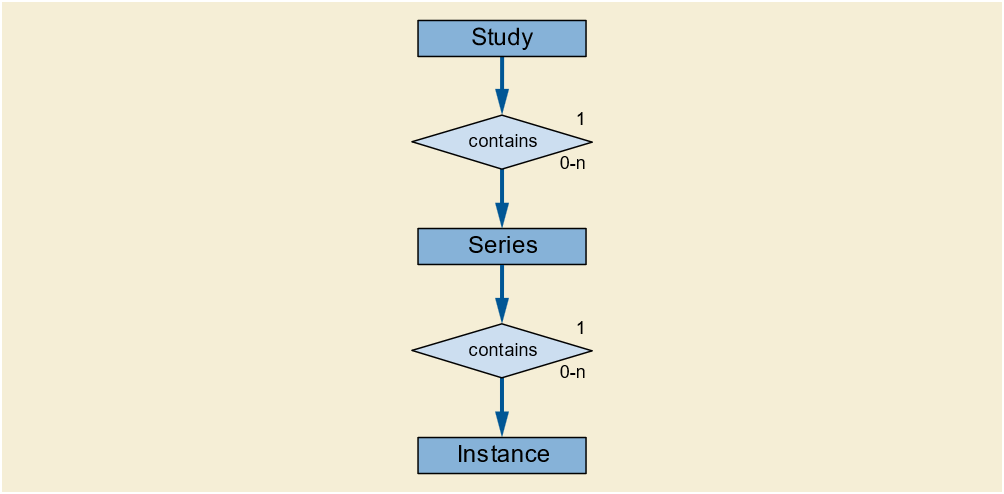 Study
1
contains
0-n
Series
1
contains
0-n
Instance